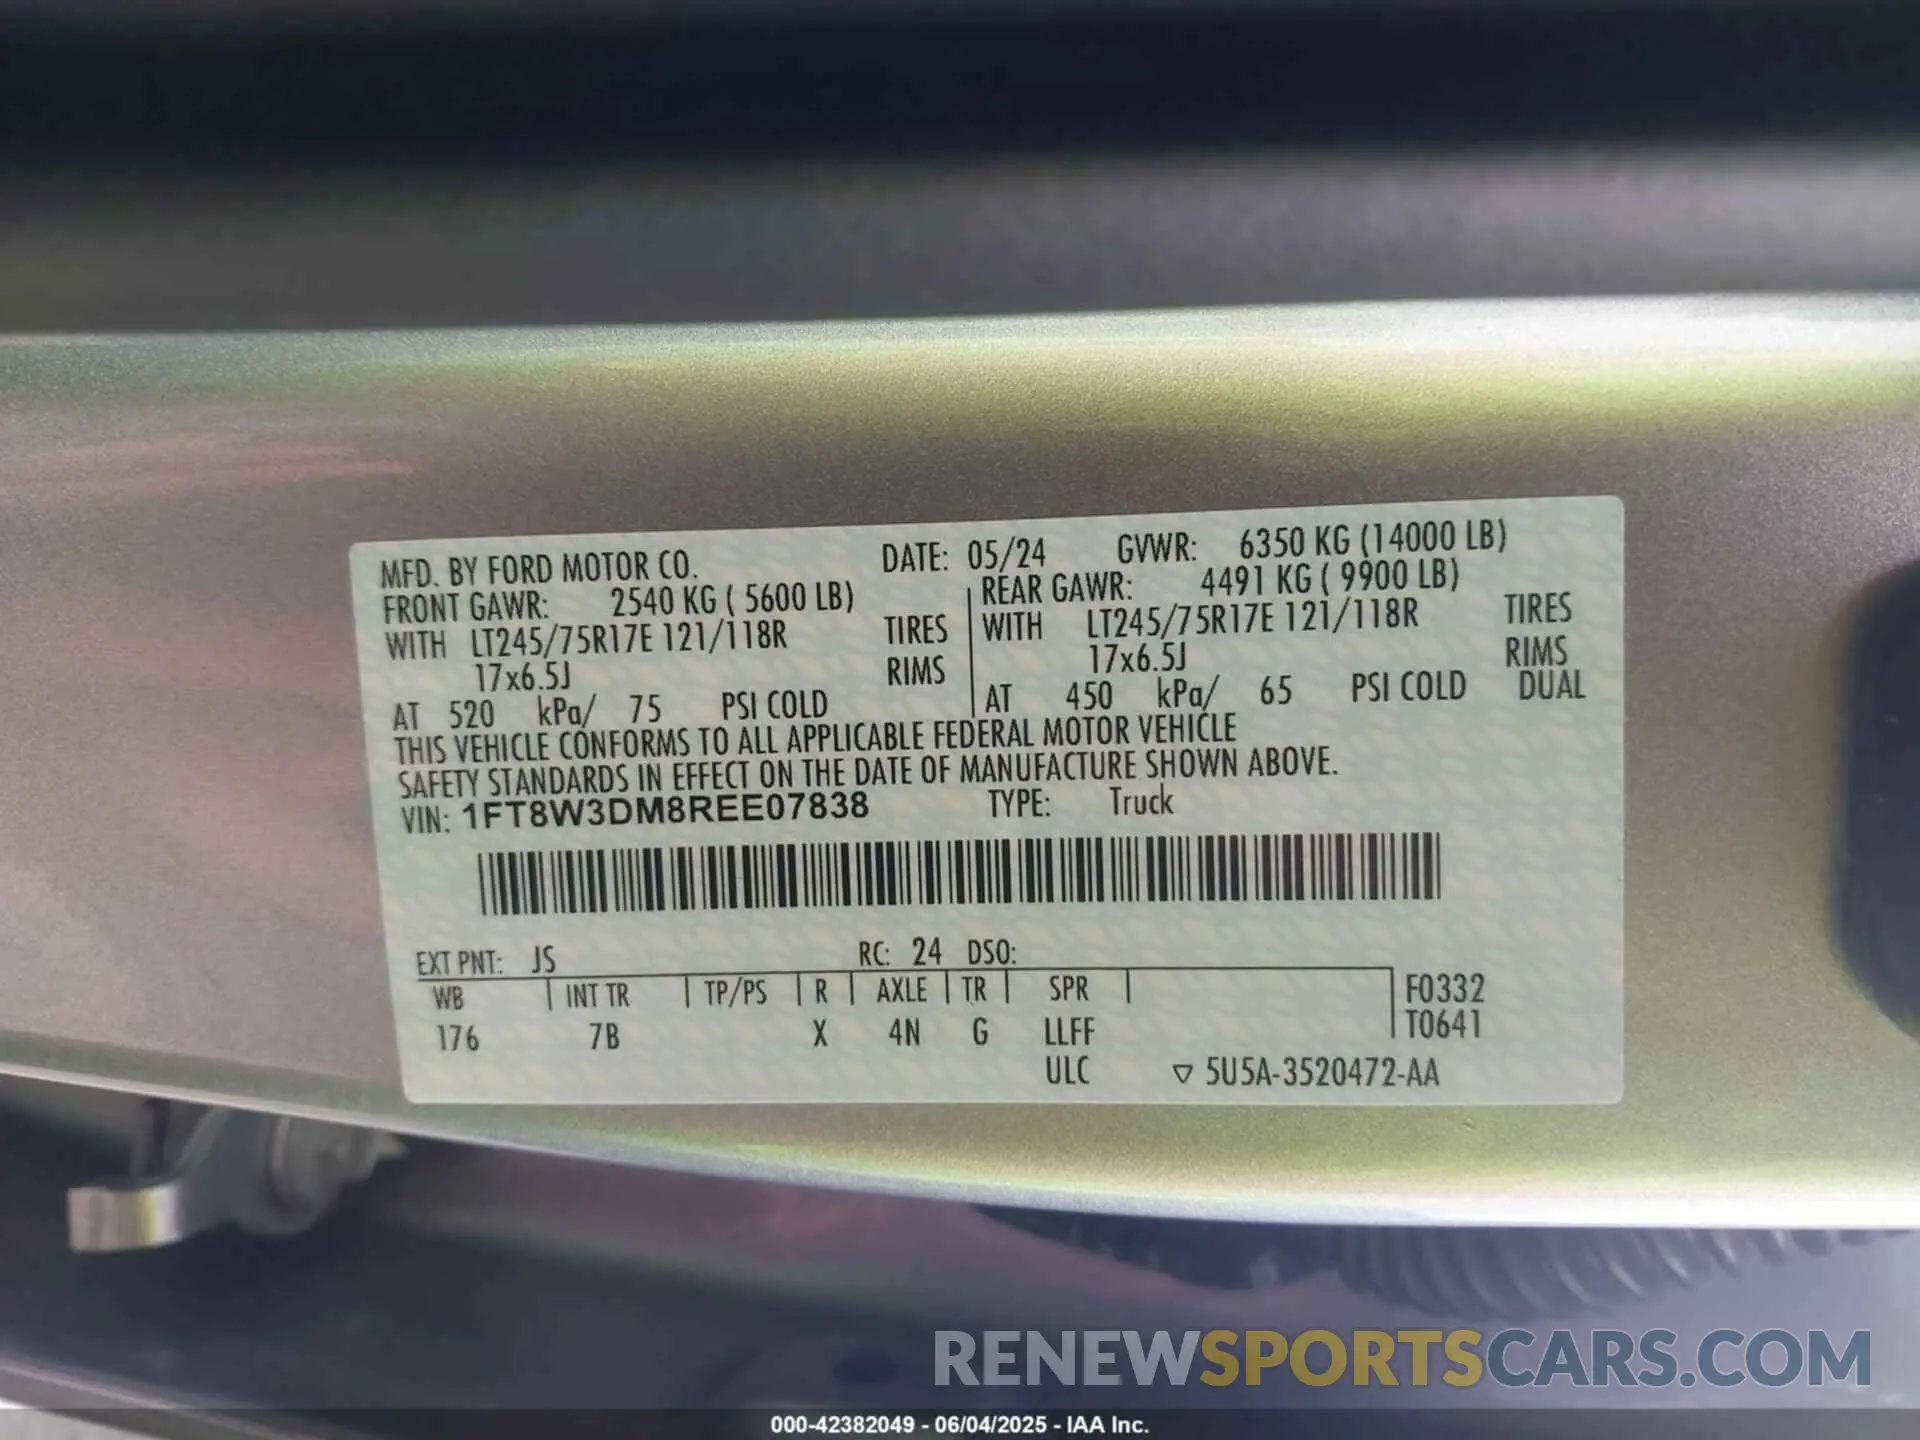 MFD. BY FORD MOTOR CO. DATE: 05/24 GVWR: 6350 KG (14000 LB)
FRONT GAWR: 2540 KG ( 5600 LB) REAR GAWR: 4491 KG ( 9900 LB)
WITH LT245/75R17E 121/118R TIRES WITH LT245/75R17E 121/118R TIRES
17x6.5J RIMS 17x6.5J RIMS
AT 520 kPa/ 75 PSI COLD AT 450 kPa/ 65 PSI COLD DUAL
THIS VEHICLE CONFORMS TO ALL APPLICABLE FEDERAL MOTOR VEHICLE
SAFETY STANDARDS IN EFFECT ON THE DATE OF MANUFACTURE SHOWN ABOVE.
VIN: 1FT8W3DM8REE07838 TYPE: Truck
EXT PNT: JS RC: 24 DSO:
WB INT TR TP/PS R AXLE TR SPR F0332
176 7B X 4N G LLFF T0641
ULC ▽ 5U5A-3520472-AA
RENEWSPORTSCARS.COM
000-42382049 - 06/04/2025 - IAA Inc.